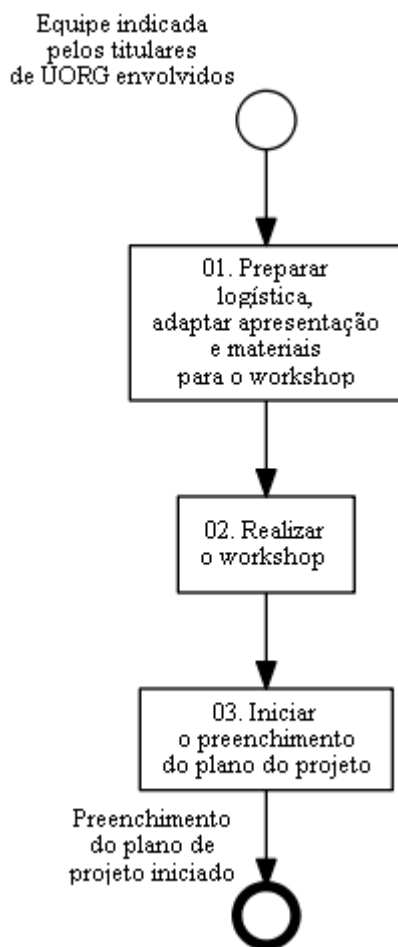 Equipe indicada
pelos titulares
de UORG envolvidos
01. Preparar
logística,
adaptar apresentação
e materiais
para o workshop
02. Realizar
o workshop
03. Iniciar
o preenchimento
do plano do projeto
Preenchimento
do plano de
projeto iniciado